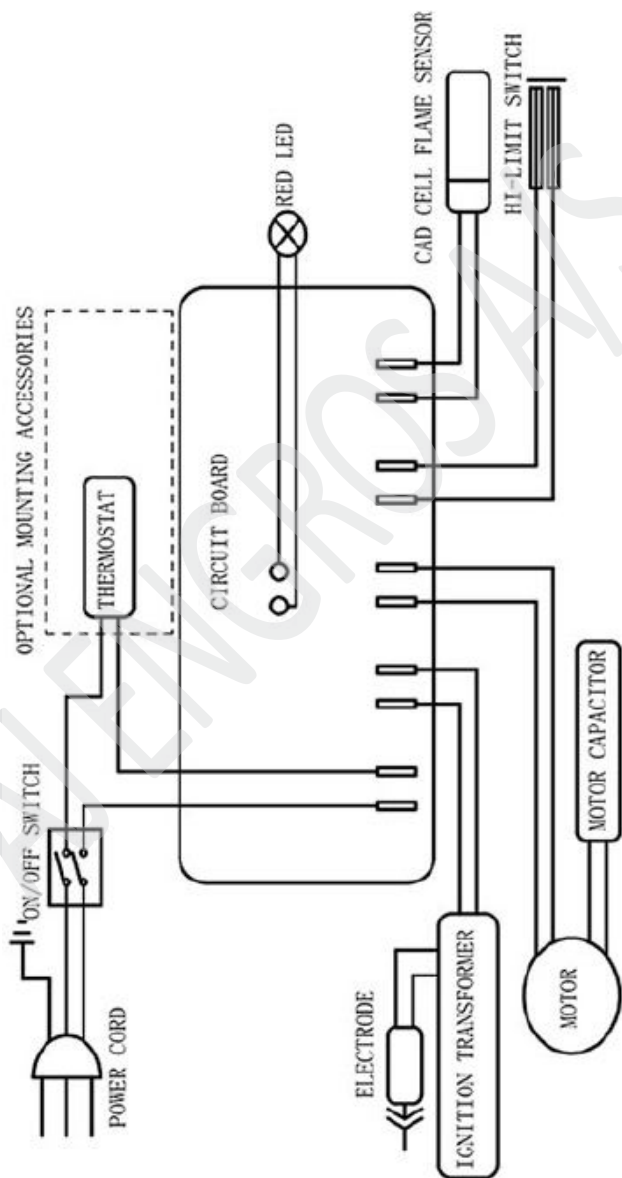 POWER CORD
ON/OFF SWITCH
OPTIONAL MOUNTING ACCESSORIES
THERMOSTAT
CIRCUIT BOARD
RED LED
ELECTRODE
IGNITION TRANSFORMER
MOTOR
MOTOR CAPACITOR
CAD CELL FLAME SENSOR
HI-LIMIT SWITCH
ENGROS A/S